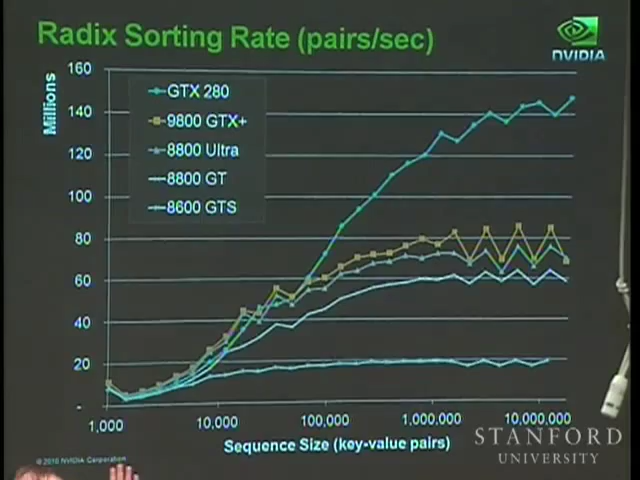 Radix Sorting Rate (pairs/sec)
NVIDIA
Millions
160
140
120
100
80
60
40
20
-
GTX 280
9800 GTX+
8800 Ultra
8800 GT
8600 GTS
1,000
10,000
100,000
1,000,000
10,000,000
Sequence Size (key-value pairs)
© 2010 NVIDIA Corporation
STANFORD
UNIVERSITY